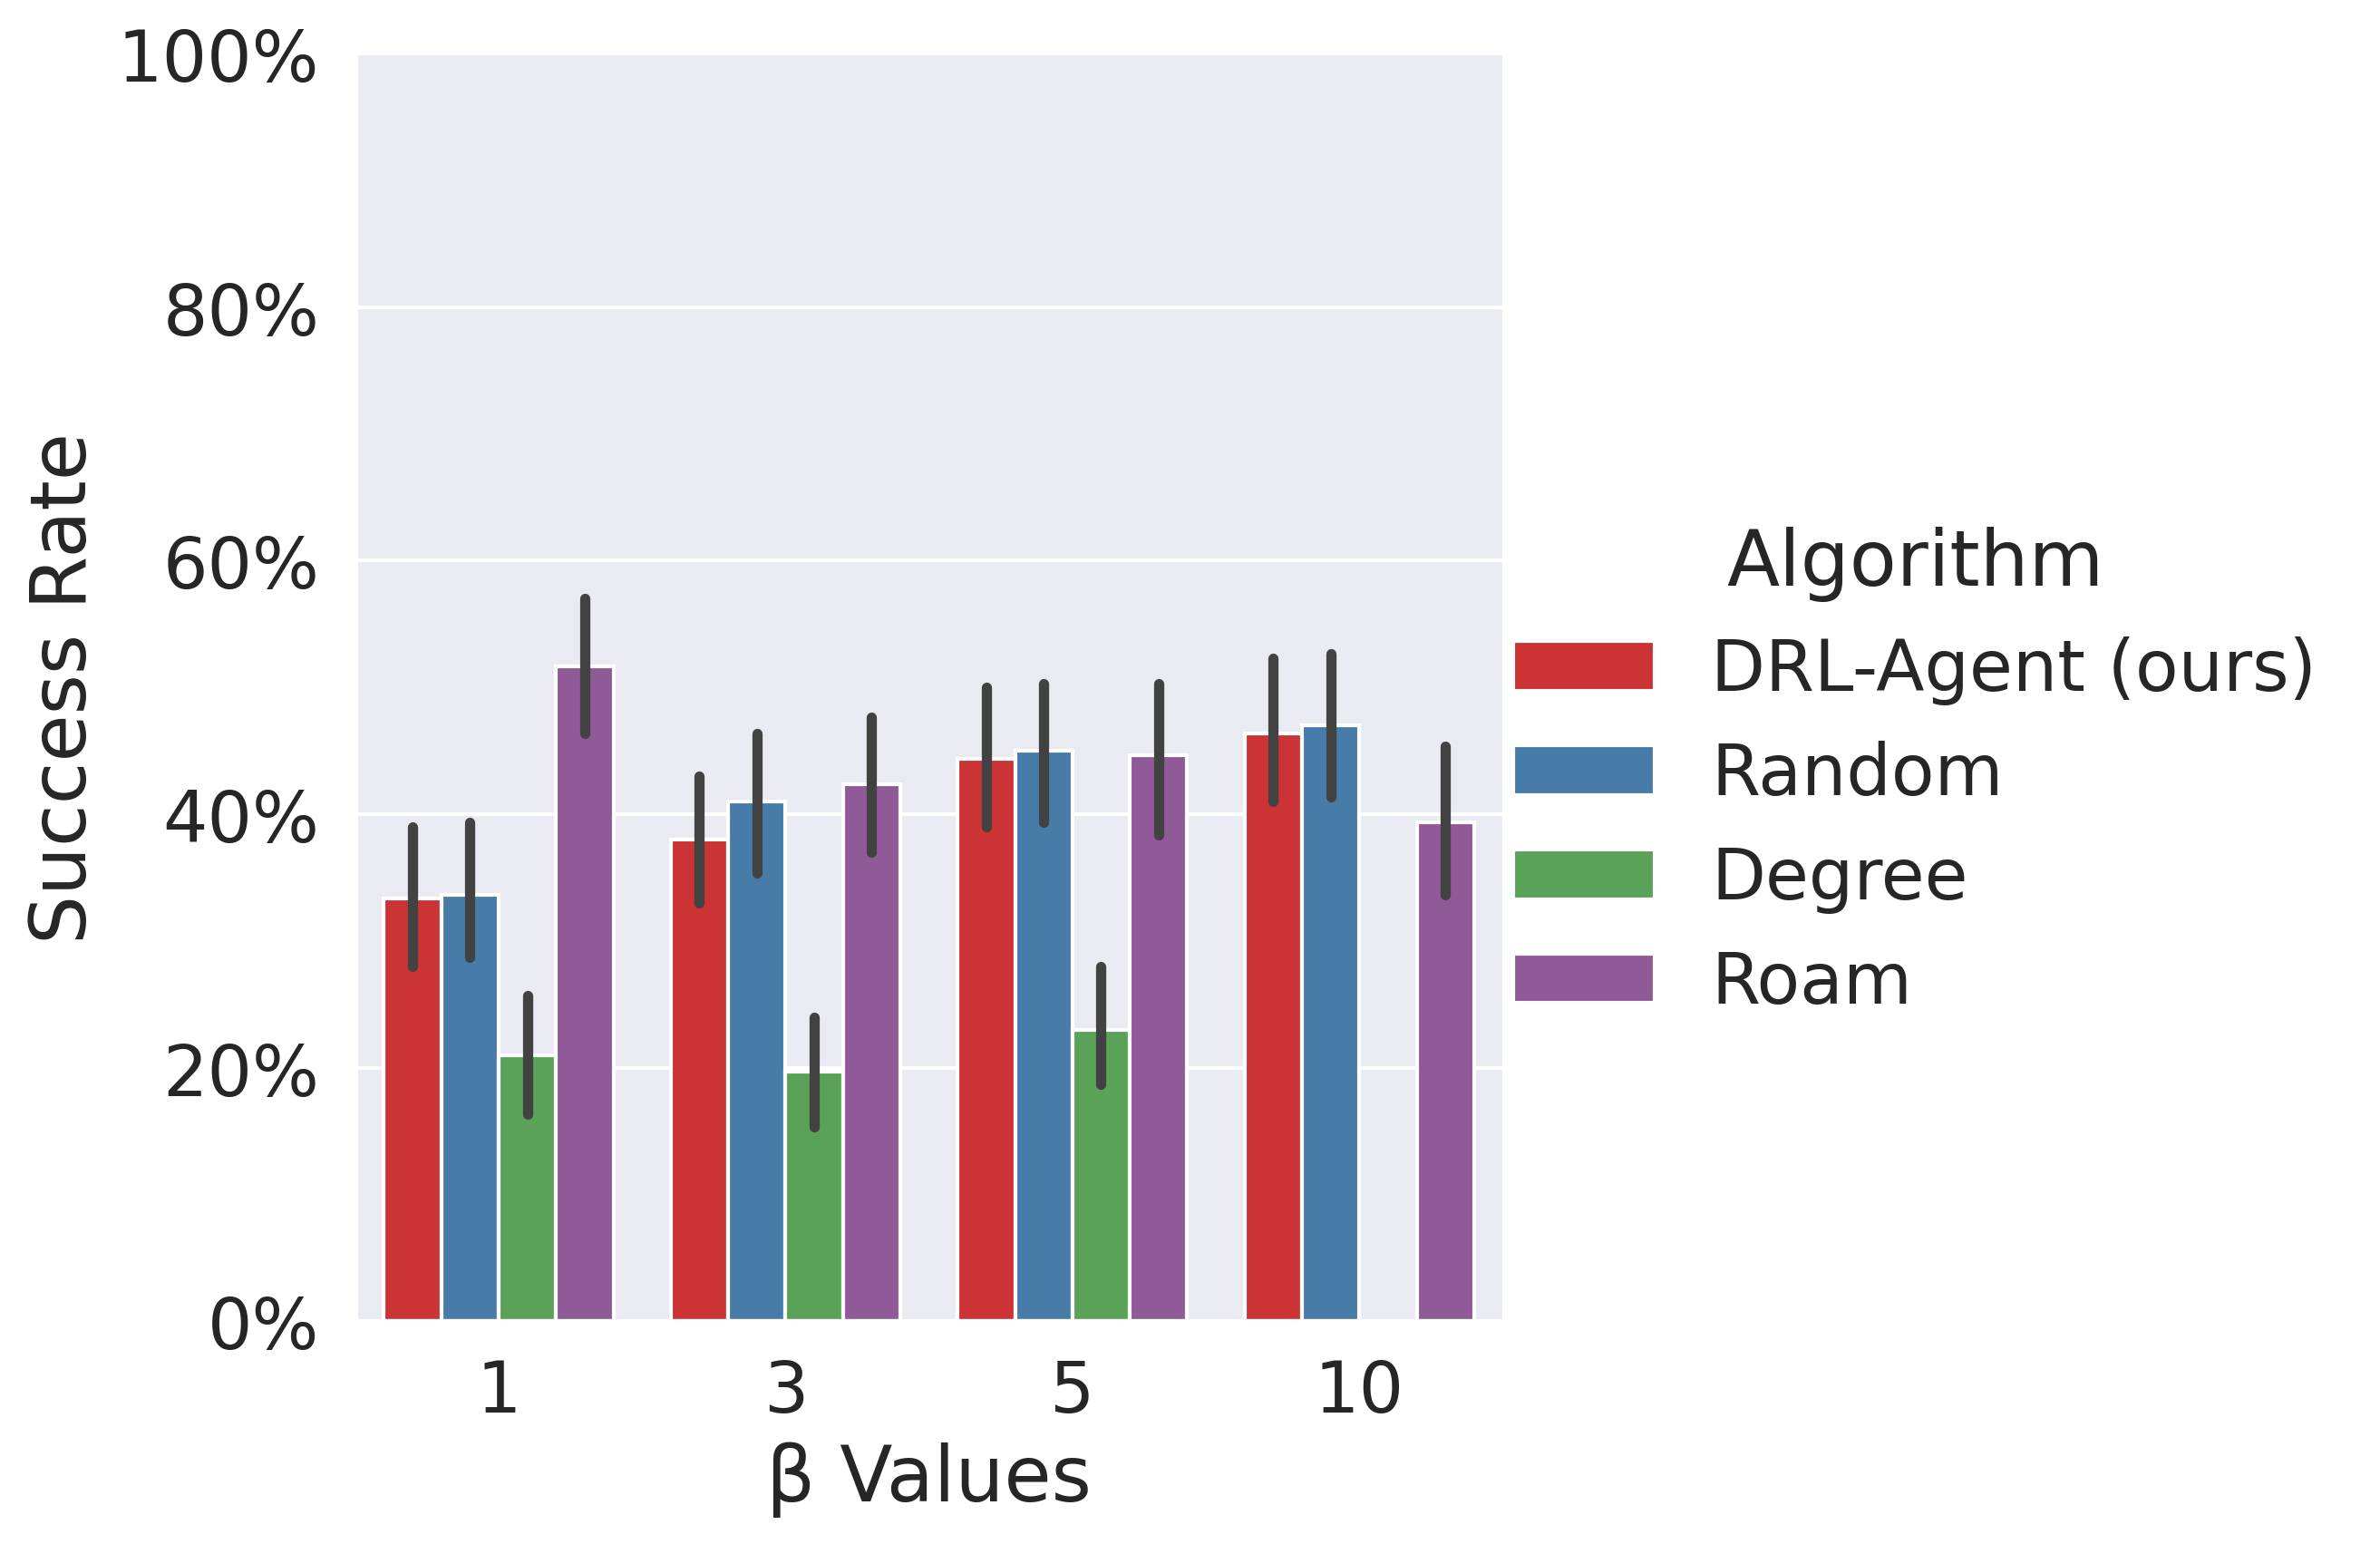 100%
80%
60%
40%
20%
0%
Success Rate
1 3 5 10
β Values
Algorithm
DRL-Agent (ours)
Random
Degree
Roam